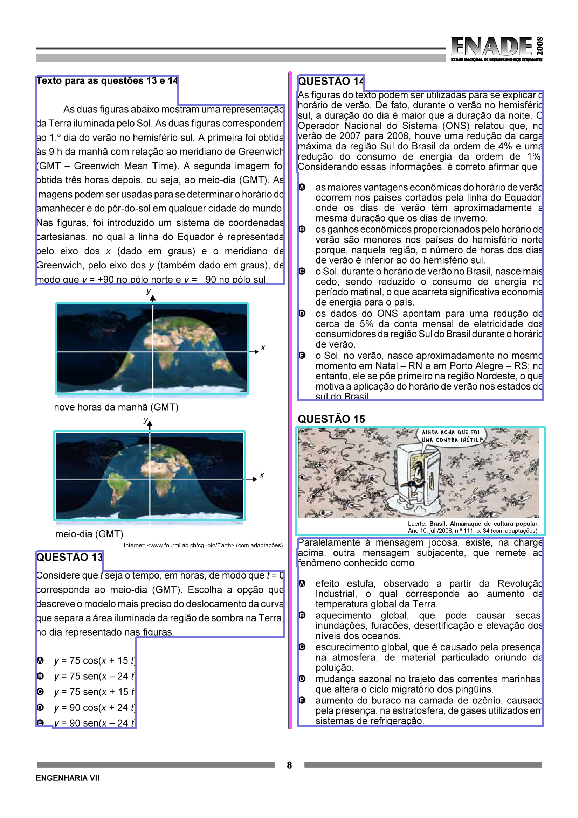 ENADE 2008
EXAME NACIONAL DE DESEMPENHO DOS ESTUDANTES
Texto para as questões 13 e 14
As duas figuras abaixo mostram uma representação
da Terra iluminada pelo Sol. As duas figuras correspondem
ao 1.º dia do verão no hemisfério sul. A primeira foi obtida
às 9 h da manhã com relação ao meridiano de Greenwich
(GMT – Greenwich Mean Time). A segunda imagem foi
obtida três horas depois, ou seja, ao meio-dia (GMT). As
imagens podem ser usadas para se determinar o horário do
amanhecer e do pôr-do-sol em qualquer cidade do mundo.
Nas figuras, foi introduzido um sistema de coordenadas
cartesianas, no qual a linha do Equador é representada
pelo eixo dos x (dado em graus) e o meridiano de
Greenwich, pelo eixo dos y (também dado em graus), de
modo que y = +90 no pólo norte e y = –90 no pólo sul.
y
x
nove horas da manhã (GMT)
y
x
meio-dia (GMT)
Internet: <www.fourmilab.ch/cgi-bin/Earth> (com adaptações).
QUESTÃO 13
Considere que t seja o tempo, em horas, de modo que t = 0
corresponda ao meio-dia (GMT). Escolha a opção que
descreve o modelo mais preciso do deslocamento da curva
que separa a área iluminada da região de sombra na Terra,
no dia representado nas figuras.
A y = 75 cos(x + 15 t)
B y = 75 sen(x – 24 t)
C y = 75 sen(x + 15 t)
D y = 90 cos(x + 24 t)
E y = 90 sen(x – 24 t)
QUESTÃO 14
As figuras do texto podem ser utilizadas para se explicar o
horário de verão. De fato, durante o verão no hemisfério
sul, a duração do dia é maior que a duração da noite. O
Operador Nacional do Sistema (ONS) relatou que, no
verão de 2007 para 2008, houve uma redução da carga
máxima da região Sul do Brasil da ordem de 4% e uma
redução do consumo de energia da ordem de 1%.
Considerando essas informações, é correto afirmar que
A as maiores vantagens econômicas do horário de verão
ocorrem nos países cortados pela linha do Equador,
onde os dias de verão têm aproximadamente a
mesma duração que os dias de inverno.
B os ganhos econômicos proporcionados pelo horário de
verão são menores nos países do hemisfério norte
porque, naquela região, o número de horas dos dias
de verão é inferior ao do hemisfério sul.
C o Sol, durante o horário de verão no Brasil, nasce mais
cedo, sendo reduzido o consumo de energia no
período matinal, o que acarreta significativa economia
de energia para o país.
D os dados do ONS apontam para uma redução de
cerca de 5% da conta mensal de eletricidade dos
consumidores da região Sul do Brasil durante o horário
de verão.
E o Sol, no verão, nasce aproximadamente no mesmo
momento em Natal – RN e em Porto Alegre – RS; no
entanto, ele se põe primeiro na região Nordeste, o que
motiva a aplicação do horário de verão nos estados do
sul do Brasil.
QUESTÃO 15
AINDA ACHA QUE FOI
UMA COMPRA INÚTIL?
Laerte. Brasil. Almanaque de cultura popular.
Ano 10, jul./2008, n.º 111, p. 34 (com adaptações).
Paralelamente à mensagem jocosa, existe, na charge
acima, outra mensagem subjacente, que remete ao
fenômeno conhecido como
A efeito estufa, observado a partir da Revolução
Industrial, o qual corresponde ao aumento da
temperatura global da Terra.
B aquecimento global, que pode causar secas,
inundações, furacões, desertificação e elevação dos
níveis dos oceanos.
C escurecimento global, que é causado pela presença,
na atmosfera, de material particulado oriundo da
poluição.
D mudança sazonal no trajeto das correntes marinhas,
que altera o ciclo migratório dos pingüins.
E aumento do buraco na camada de ozônio, causado
pela presença, na estratosfera, de gases utilizados em
sistemas de refrigeração.
8
ENGENHARIA VII